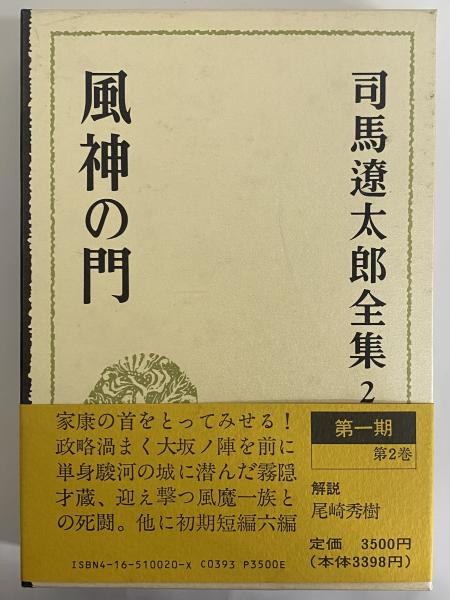 司馬遼太郎全集 2
風神の門
第一期
第2巻
解説
尾崎秀樹
定価 3500円
(本体3398円)
家康の首をとってみせる!
政略渦まく大坂ノ陣を前に
単身駿河の城に潜んだ霧隠
才蔵、迎え撃つ風魔一族と
の死闘。他に初期短編六編
ISBN4-16-510020-X C0393 P3500E